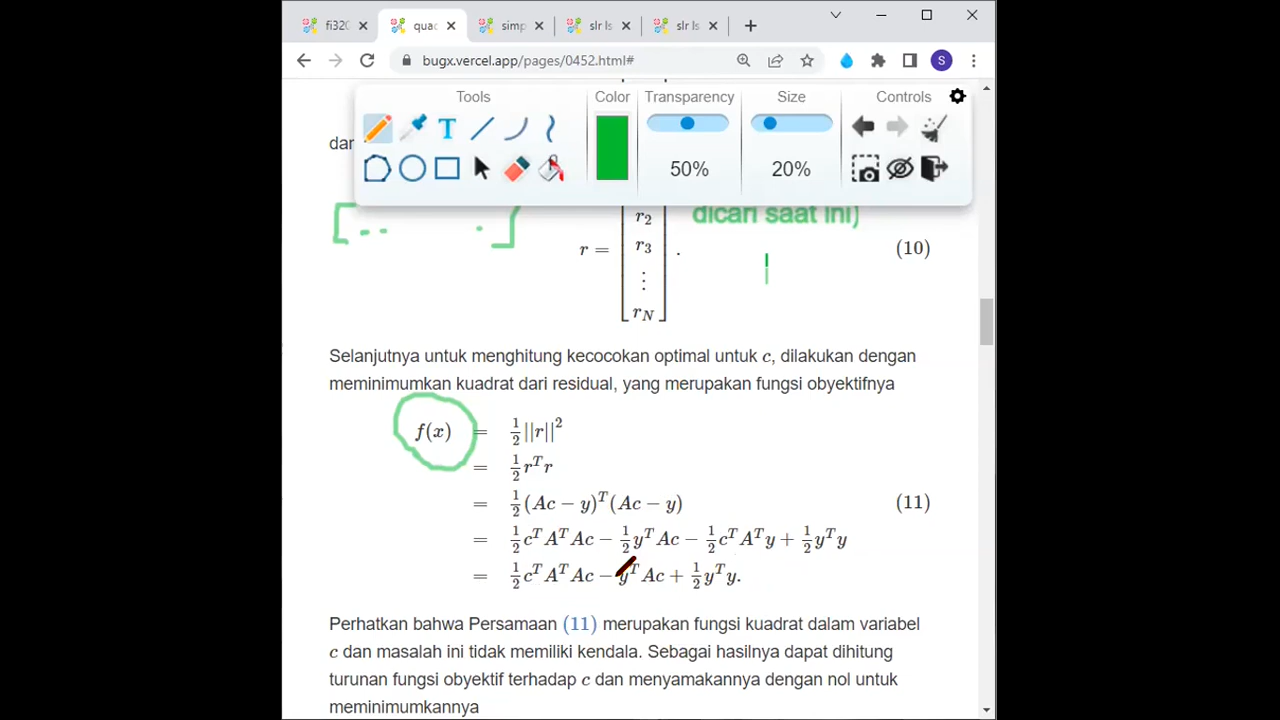 fi320
quad
simp
slr ls
slr ls
bugx.vercel.app/pages/0452.html#
S
Tools
Color
Transparency
Size
Controls
T
50%
20%
dar
dicari saat ini)
r = [ r₂ r₃ ⋮ r_N ] . (10)
Selanjutnya untuk menghitung kecocokan optimal untuk c, dilakukan dengan
meminimumkan kuadrat dari residual, yang merupakan fungsi obyektifnya
f(x) = ½||r||²
= ½rᵀr
= ½(Ac − y)ᵀ(Ac − y) (11)
= ½cᵀAᵀAc − ½yᵀAc − ½cᵀAᵀy + ½yᵀy
= ½cᵀAᵀAc − yᵀAc + ½yᵀy.
Perhatkan bahwa Persamaan (11) merupakan fungsi kuadrat dalam variabel
c dan masalah ini tidak memiliki kendala. Sebagai hasilnya dapat dihitung
turunan fungsi obyektif terhadap c dan menyamakannya dengan nol untuk
meminimumkannya